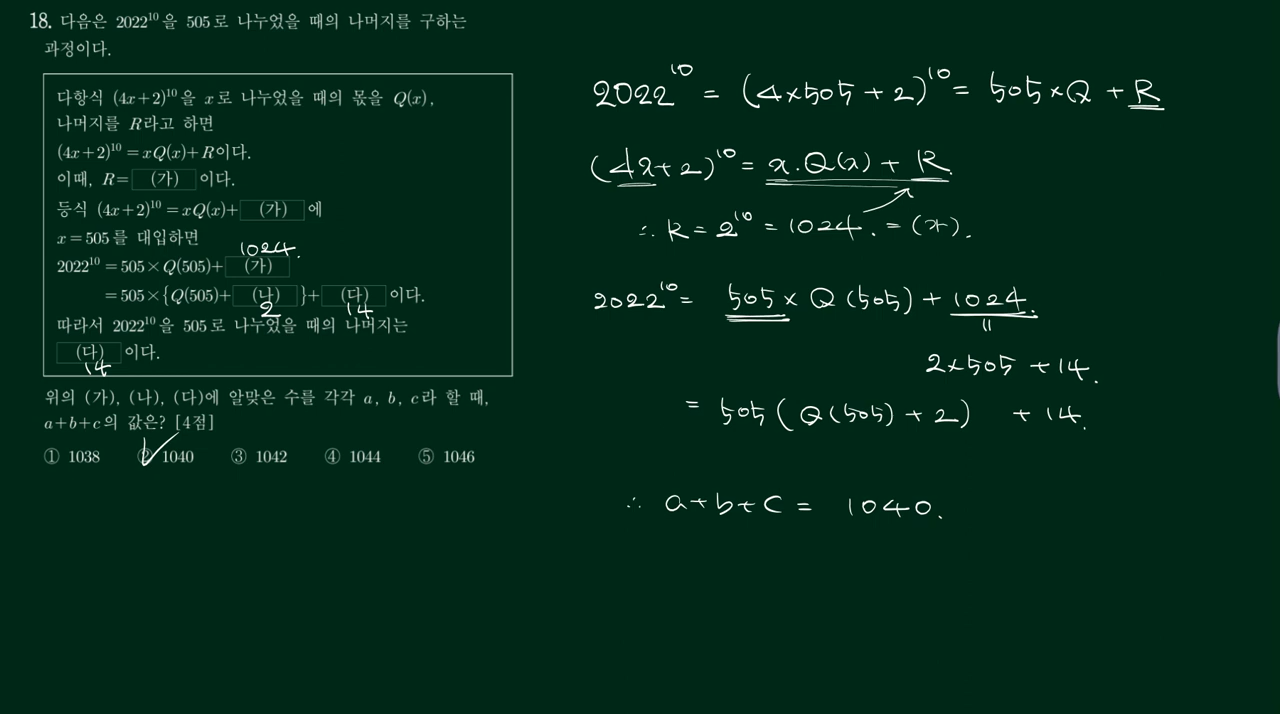 18. 다음은 2022¹⁰을 505로 나누었을 때의 나머지를 구하는
과정이다.
다항식 (4x+2)¹⁰을 x로 나누었을 때의 몫을 Q(x),
나머지를 R라고 하면
(4x+2)¹⁰=xQ(x)+R이다.
이때, R= (가) 이다.
등식 (4x+2)¹⁰=xQ(x)+ (가) 에
x=505를 대입하면
1024.
2022¹⁰=505×Q(505)+ (가)
=505×{Q(505)+ (나) }+ (다) 이다.
2 14
따라서 2022¹⁰을 505로 나누었을 때의 나머지는
(다) 이다.
14
위의 (가), (나), (다)에 알맞은 수를 각각 a, b, c라 할 때,
a+b+c의 값은? [4점]
① 1038 ② 1040 ③ 1042 ④ 1044 ⑤ 1046
2022¹⁰ = (4×505+2)¹⁰ = 505×Q + R
(4x+2)¹⁰ = x.Q(x) + R
∴ R = 2¹⁰ = 1024. = (가).
2022¹⁰ = 505 × Q(505) + 1024.
11
2×505 + 14.
= 505(Q(505) + 2) + 14.
∴ a+b+c = 1040.